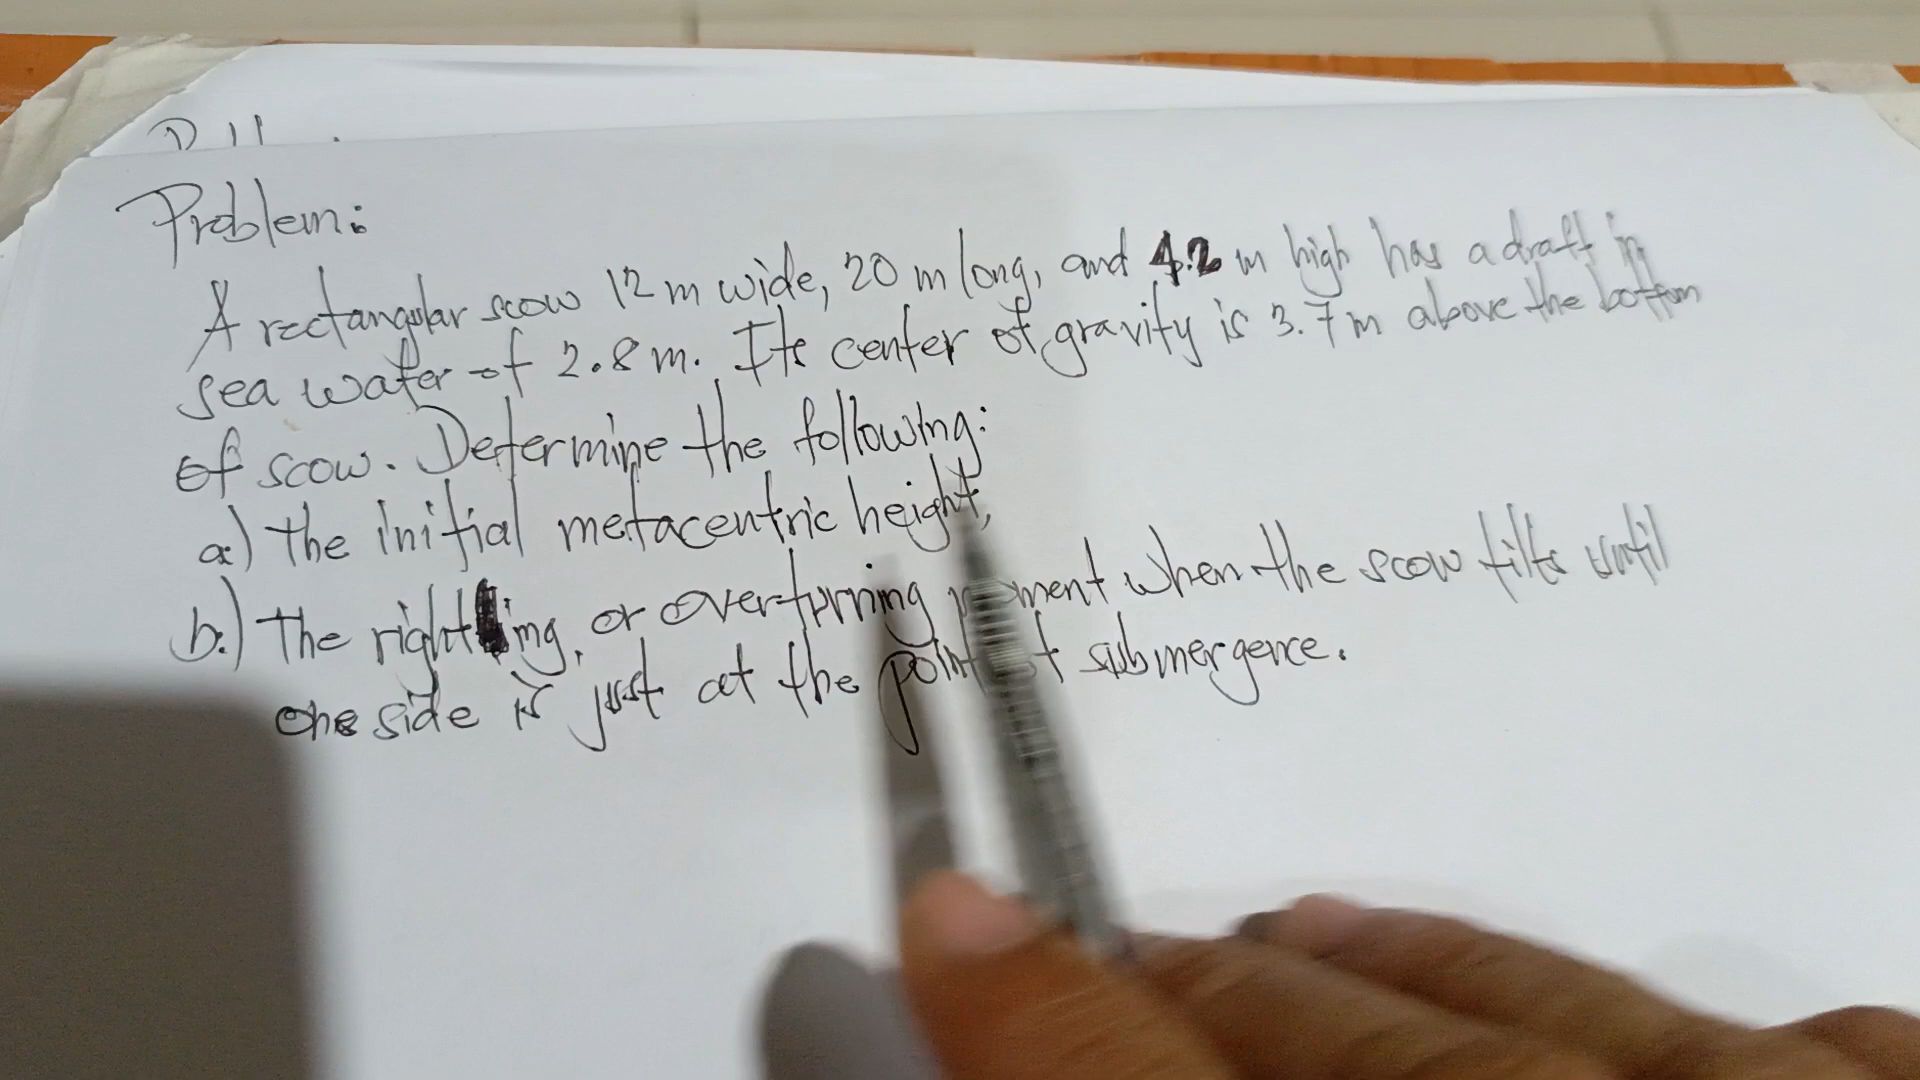 Problem:
A rectangular scow 12 m wide, 20 m long, and 4.2 m high has a draft in
sea water of 2.8 m. Its center of gravity is 3.7 m above the bottom
of scow. Determine the following:
a) the initial metacentric height,
b.) the righting, or overturning moment when the scow tilts until
one side is just at the point of submergence.